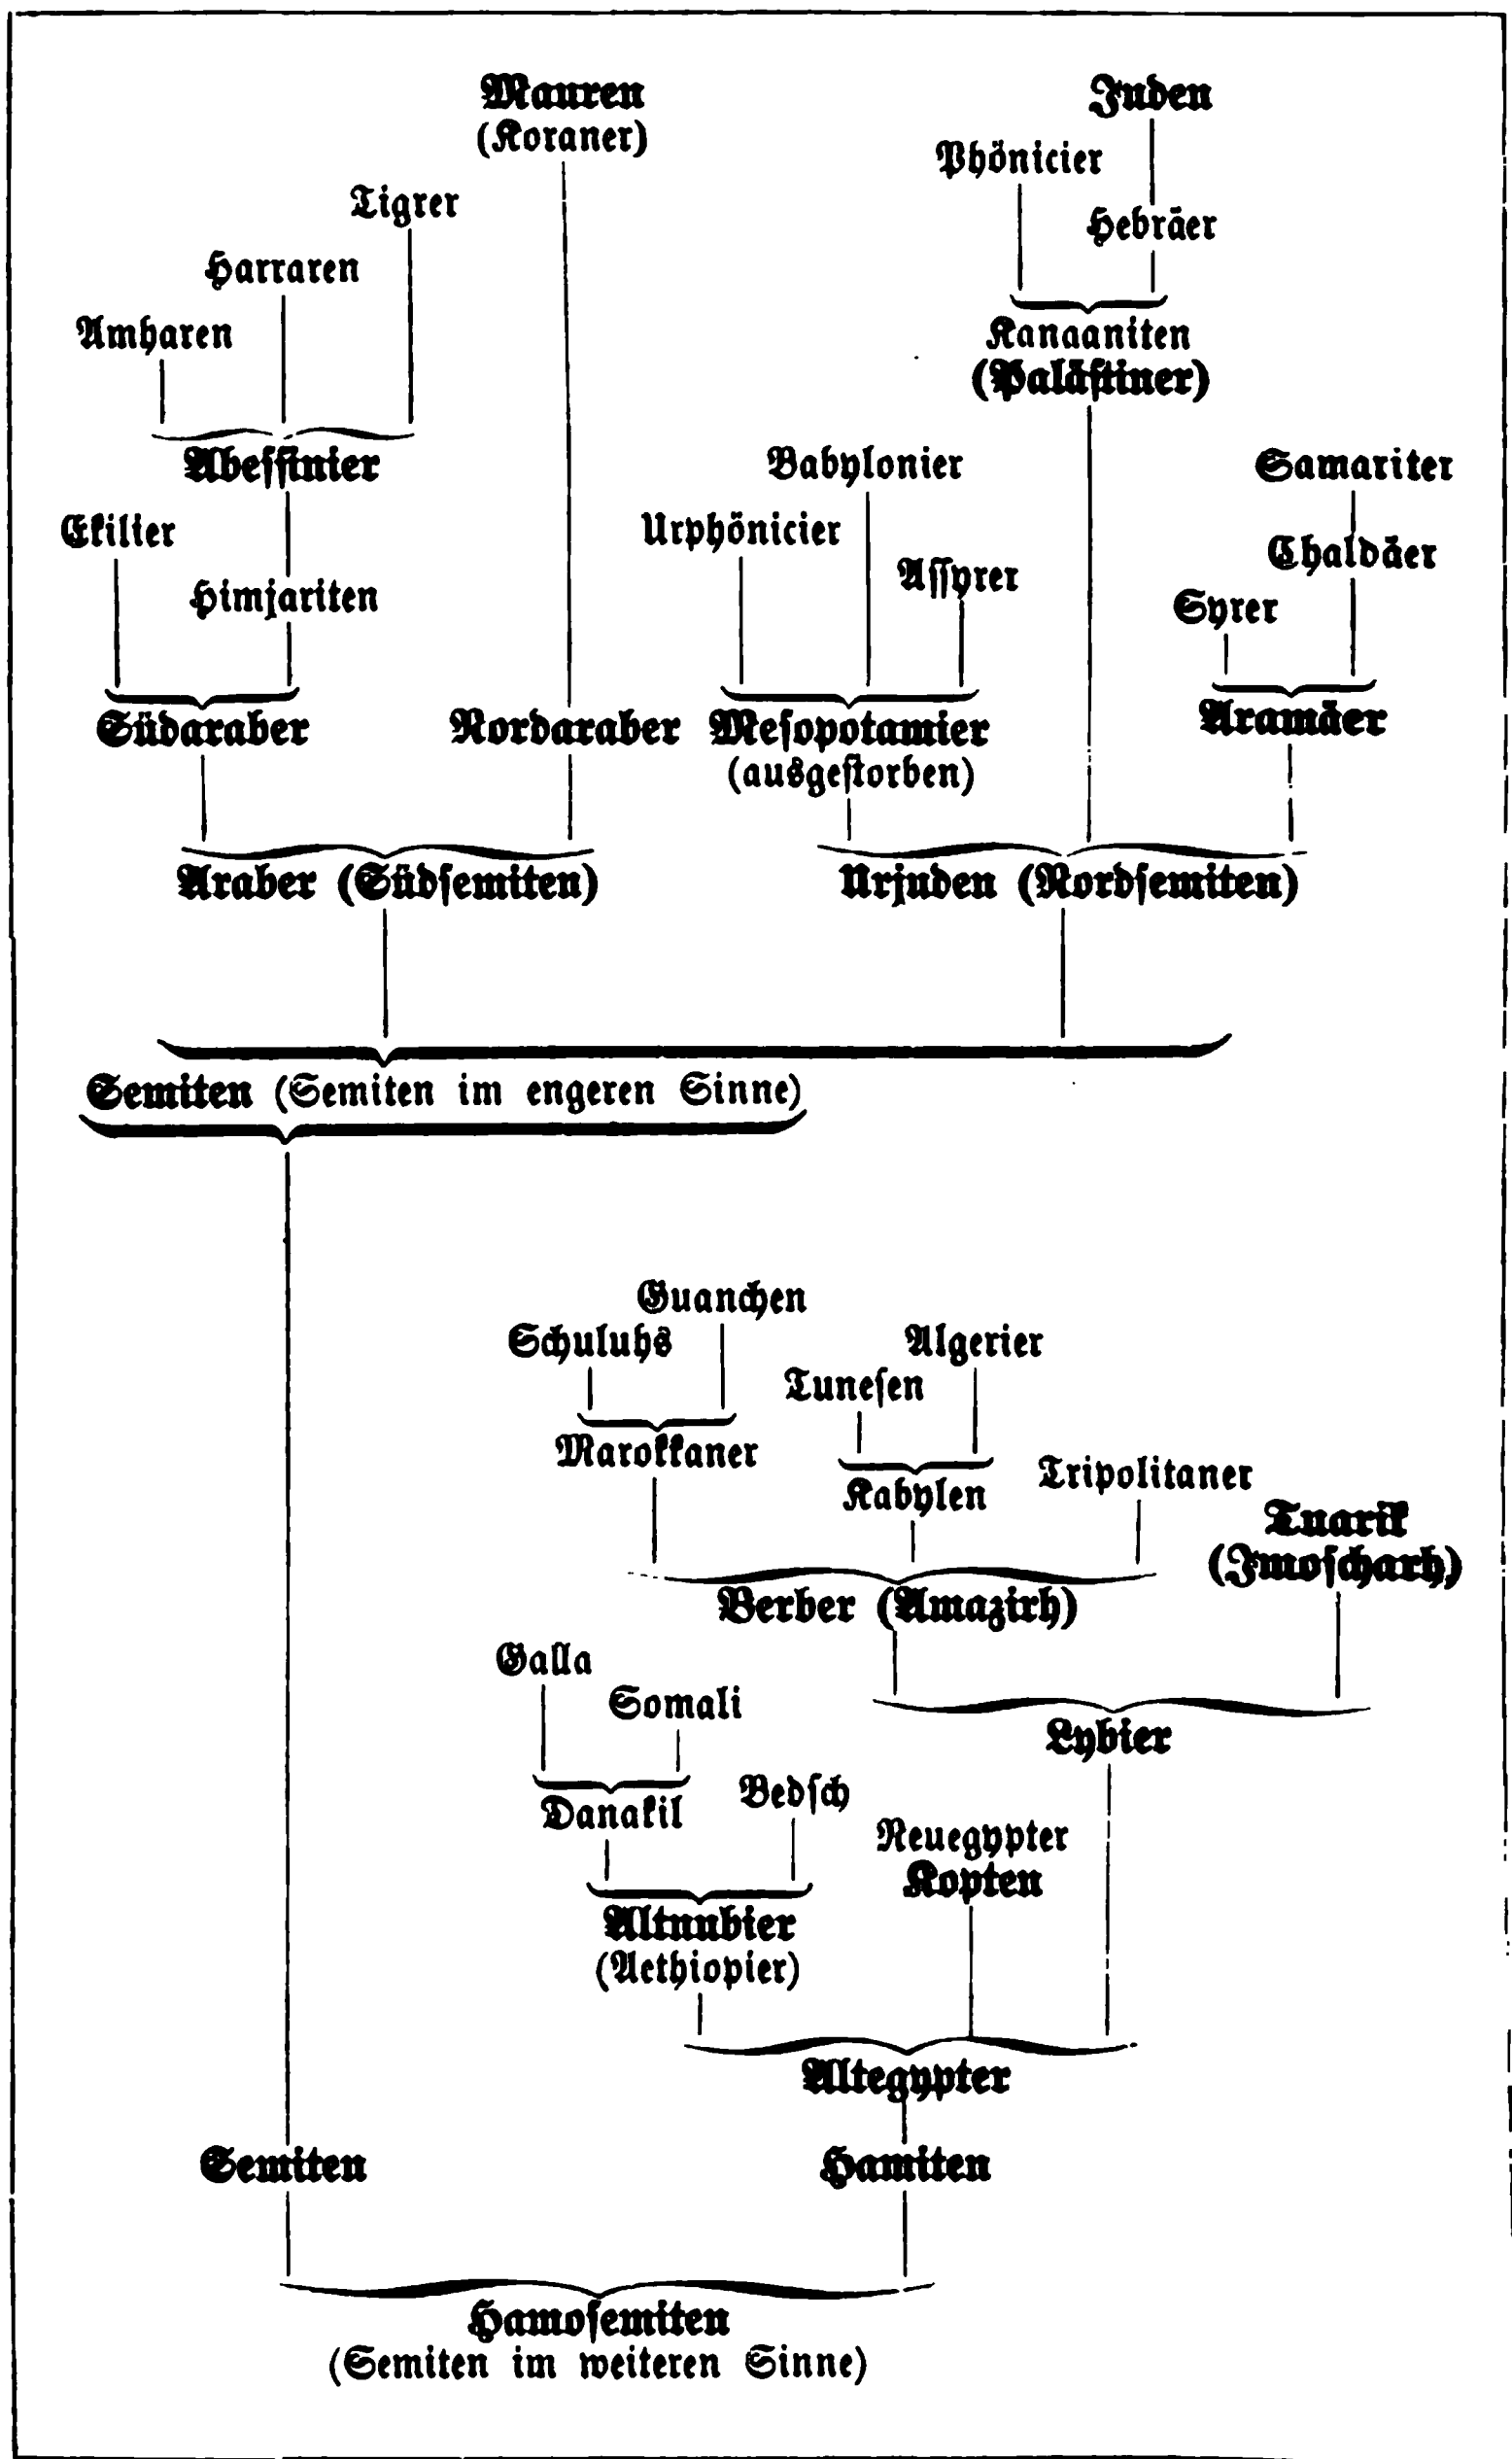 Mauren
(Koraner)
Juden
Phönicier
Tigrer
Hebräer
Harraren
Amharen
Kanaaniten
(Palästiner)
Abessinier
Babylonier
Samariter
Ekilier
Urphönicier
Chaldäer
Assyrer
Himjariten
Syrer
Südaraber
Nordaraber
Mesopotamier
(ausgestorben)
Aramäer
Araber (Südsemiten)
Urjuden (Nordsemiten)
Semiten (Semiten im engeren Sinne)
Guanchen
Schuluhs
Algerier
Tunesen
Marokkaner
Tripolitaner
Kabylen
Tuarik
(Imoscharh)
Berber (Amazirh)
Galla
Somali
Lybier
Bedsch
Danakil
Neuegypter
Kopten
Altnubier
(Aethiopier)
Altegypter
Semiten
Hamiten
Hamosemiten
(Semiten im weiteren Sinne)